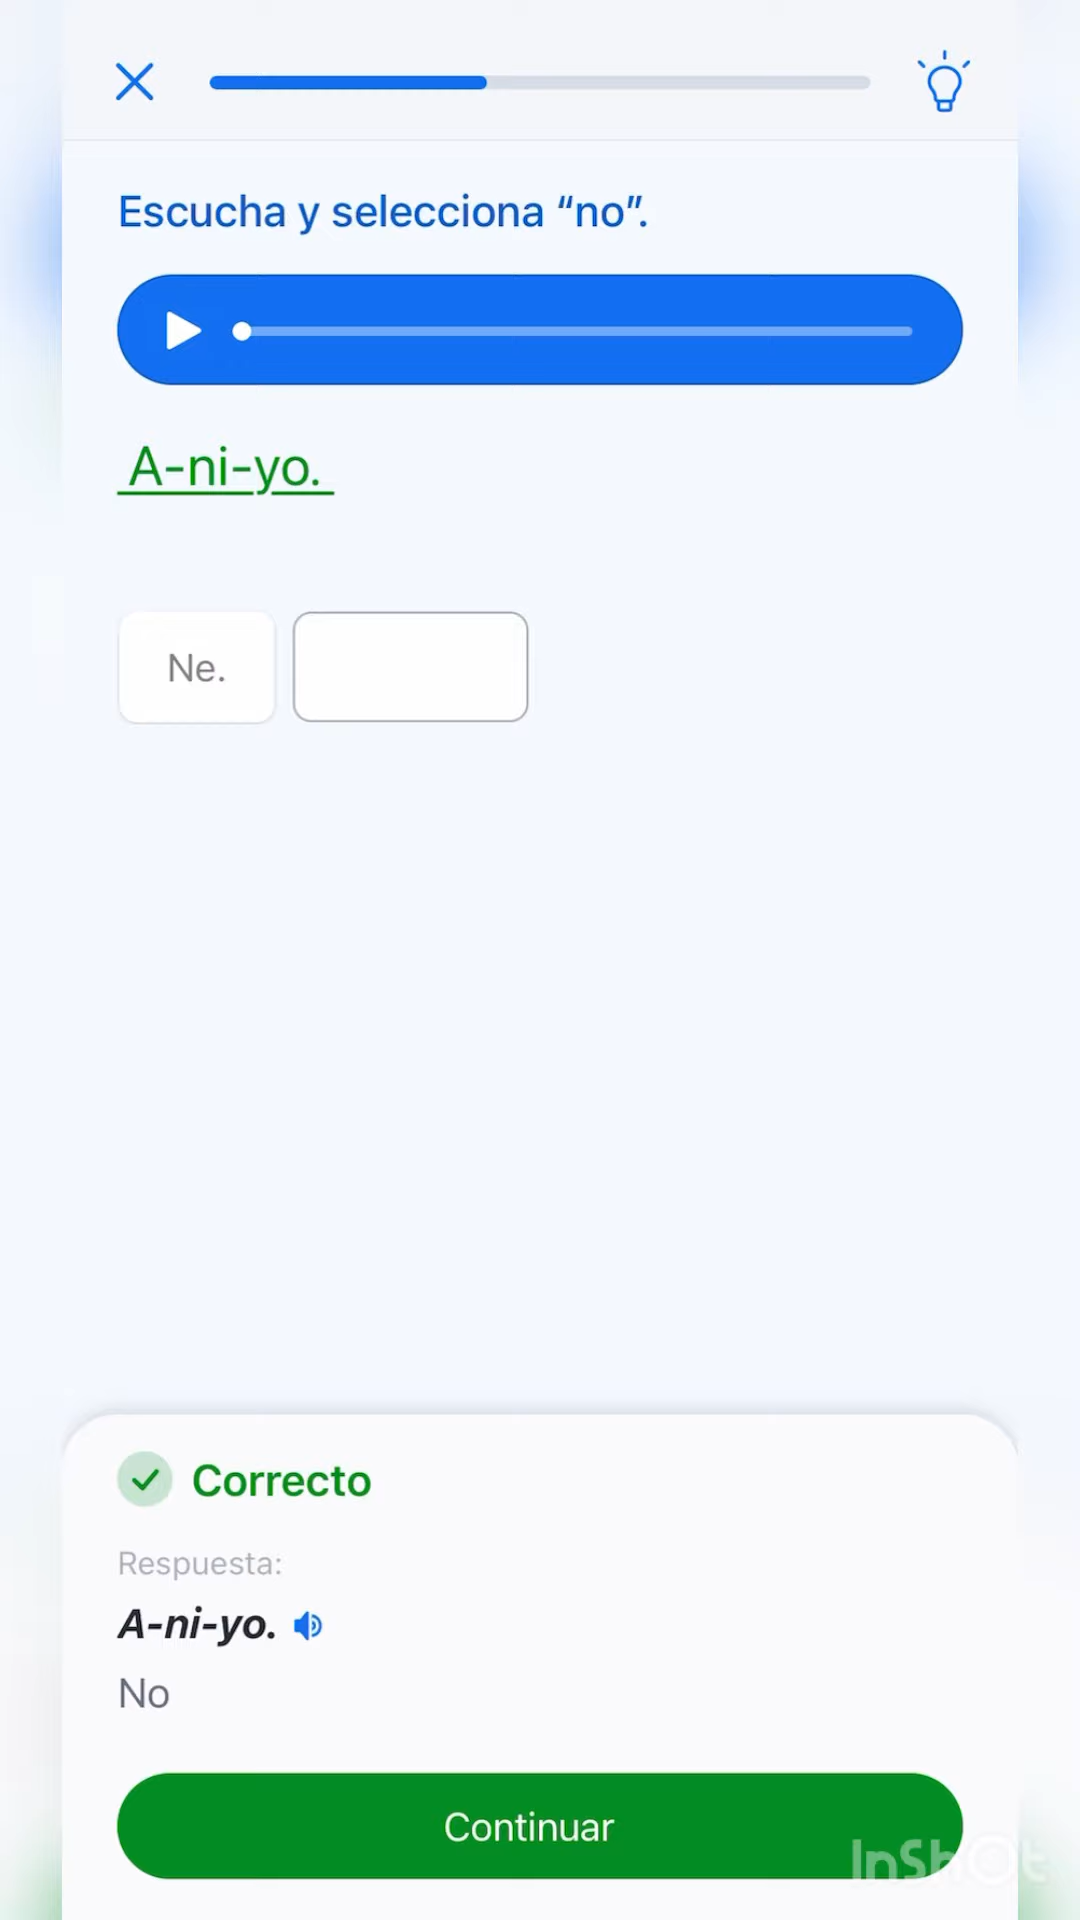 Escucha y selecciona “no”.
A-ni-yo.
Ne.
Correcto
Respuesta:
A-ni-yo.
No
Continuar
InShOt